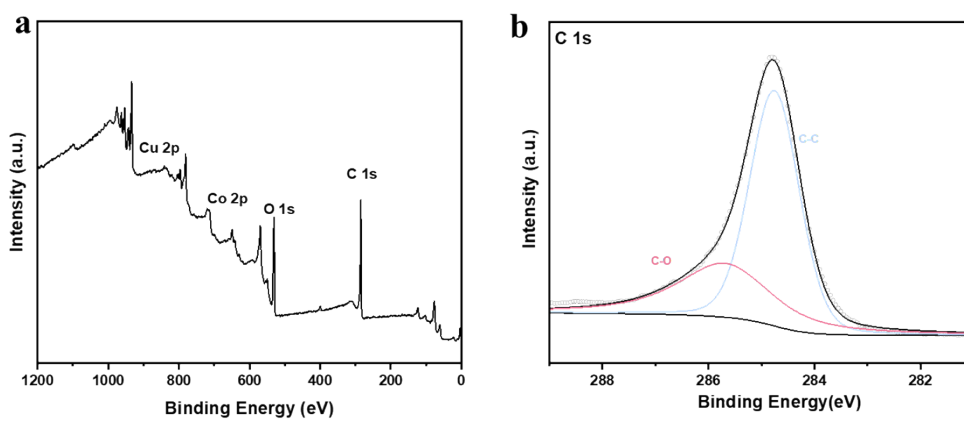 a
Intensity (a.u.)
Cu 2p
Co 2p
O 1s
C 1s
1200 1000 800 600 400 200 0
Binding Energy (eV)
b
C 1s
Intensity (a.u.)
C-C
C-O
288 286 284 282
Binding Energy(eV)